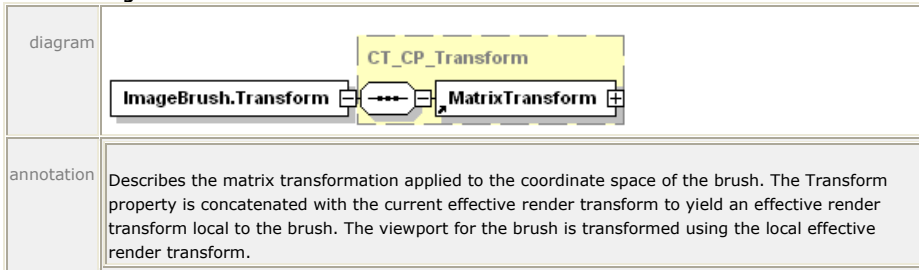 diagram
CT_CP_Transform
ImageBrush.Transform
MatrixTransform
annotation
Describes the matrix transformation applied to the coordinate space of the brush. The Transform
property is concatenated with the current effective render transform to yield an effective render
transform local to the brush. The viewport for the brush is transformed using the local effective
render transform.